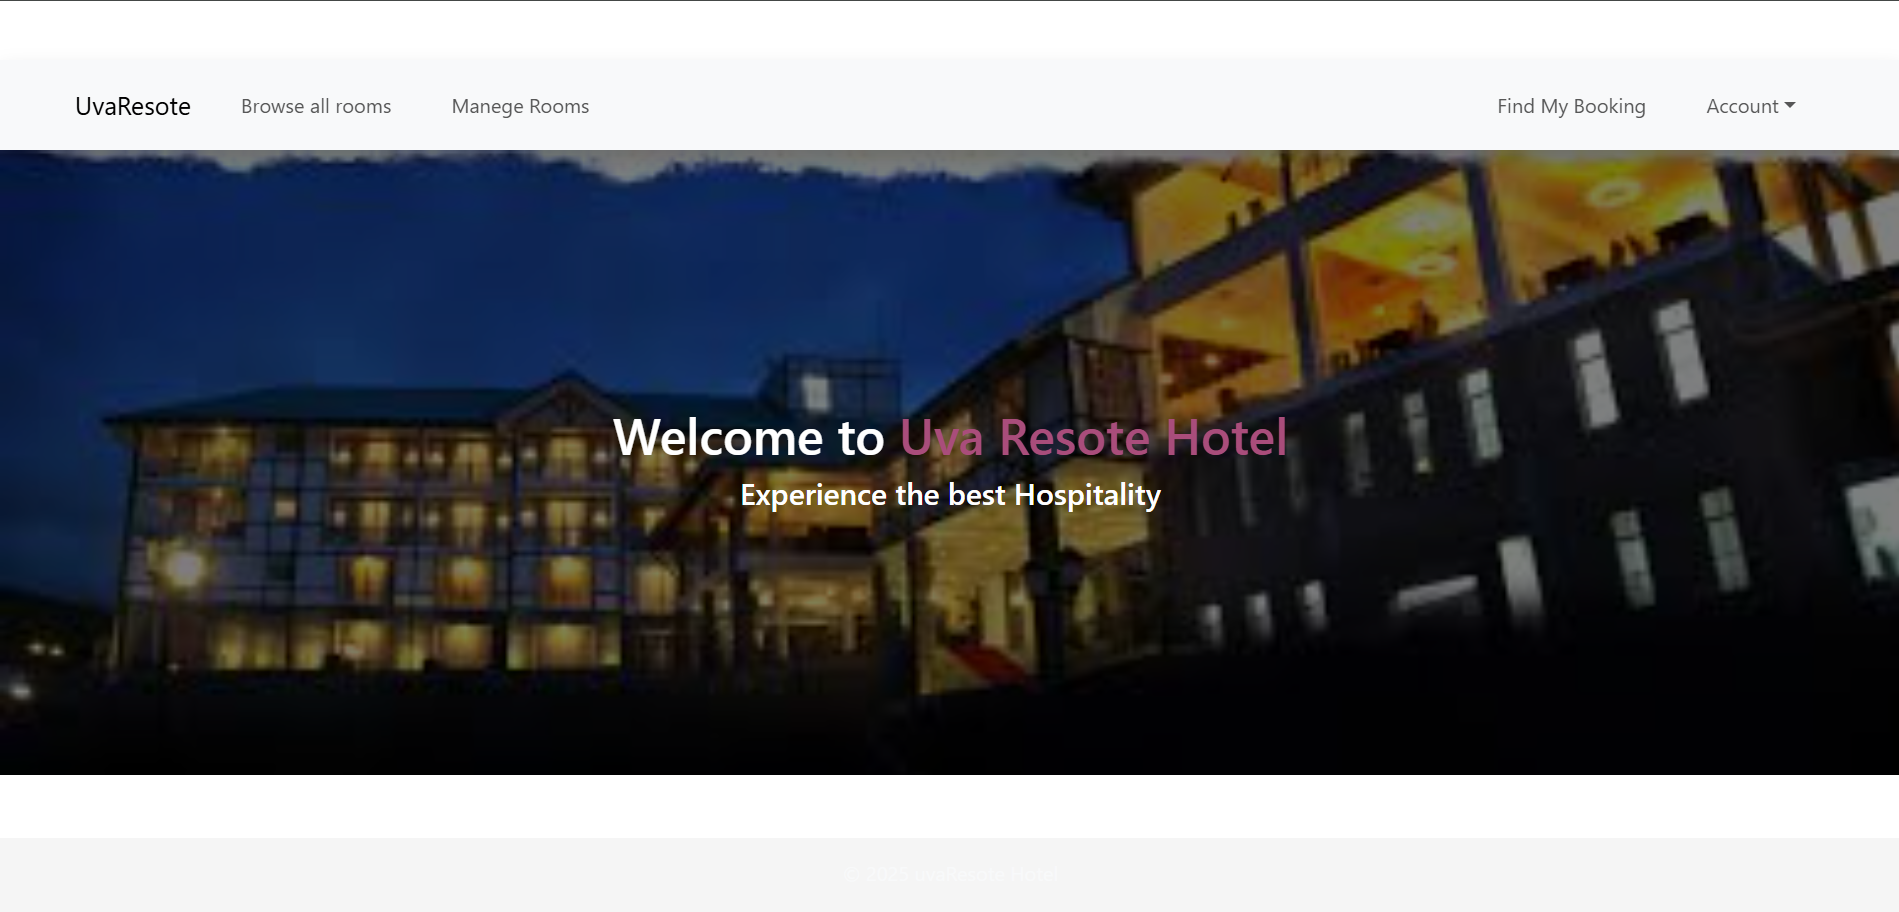 UvaResote Browse all rooms Manege Rooms Find My Booking Account
Welcome to Uva Resote Hotel
Experience the best Hospitality
© 2025 uvaResote Hotel